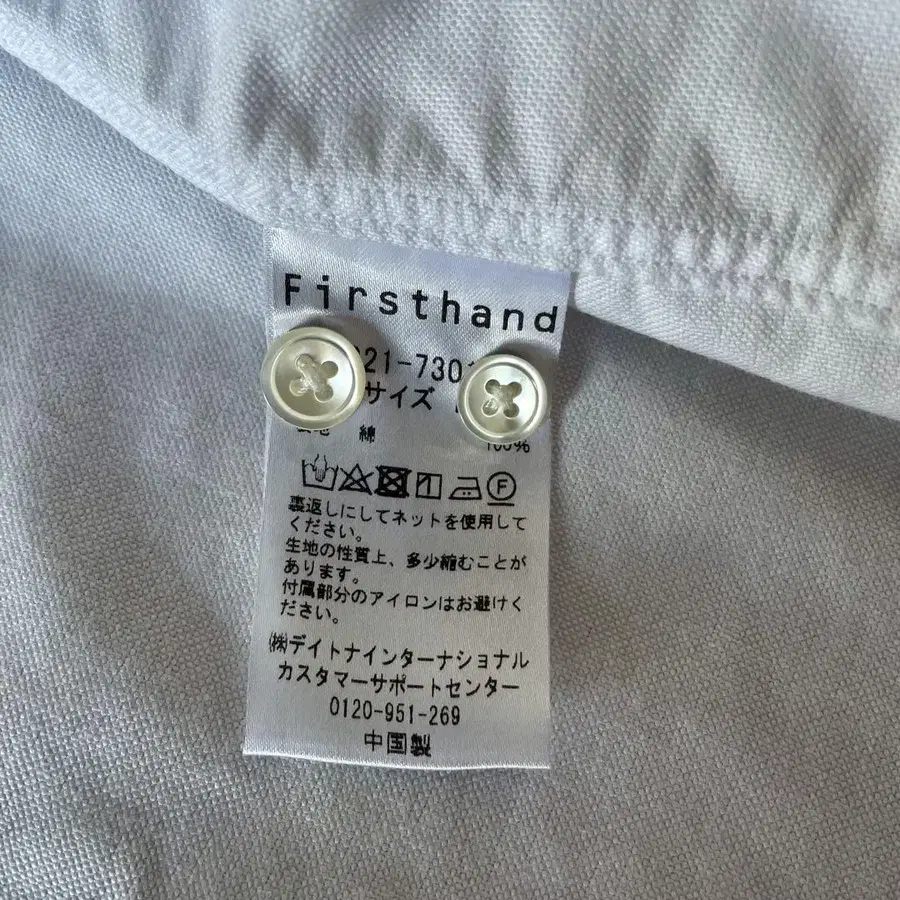 Firsthand
21-730
サイズ
綿 100%
F
裏返しにしてネットを使用して
ください。
生地の性質上、多少縮むことが
あります。
付属部分のアイロンはお避けく
ださい。
㈱デイトナインターナショナル
カスタマーサポートセンター
0120-951-269
中国製